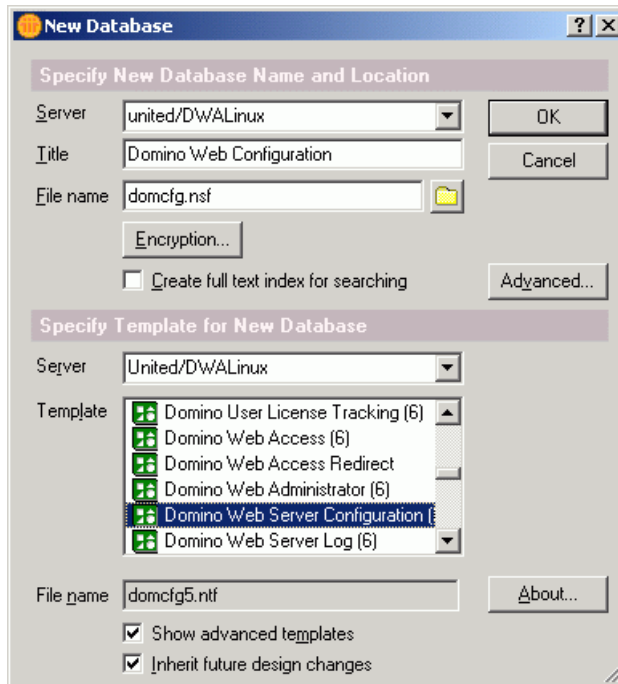 New Database
Specify New Database Name and Location
Server united/DWALinux OK
Title Domino Web Configuration Cancel
File name domcfg.nsf
Encryption...
Create full text index for searching Advanced...
Specify Template for New Database
Server United/DWALinux
Template Domino User License Tracking (6)
Domino Web Access (6)
Domino Web Access Redirect
Domino Web Administrator (6)
Domino Web Server Configuration (
Domino Web Server Log (6)
File name domcfg5.ntf About...
Show advanced templates
Inherit future design changes